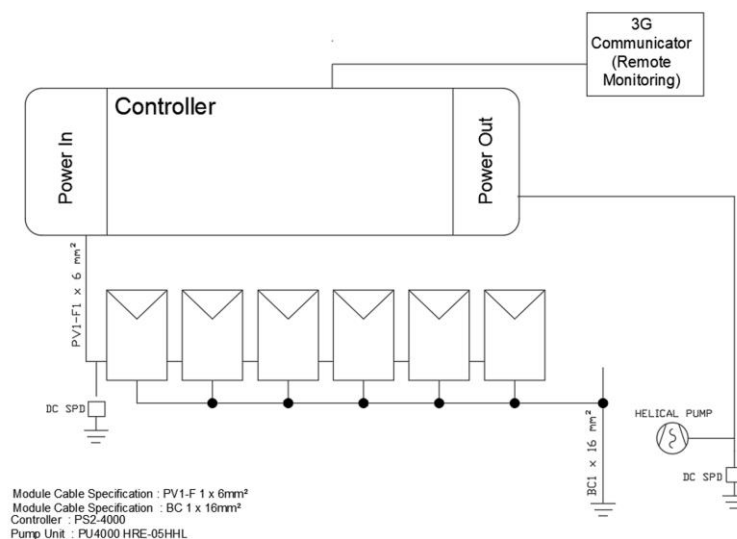 3G
Communicator
(Remote
Monitoring)
Controller
Power In
Power Out
PV1-F1 x 6 mm²
DC SPD
BC1 x 16 mm²
HELICAL PUMP
DC SPD
Module Cable Specification : PV1-F 1 x 6mm²
Module Cable Specification : BC 1 x 16mm²
Controller : PS2-4000
Pump Unit : PU4000 HRE-05HHL